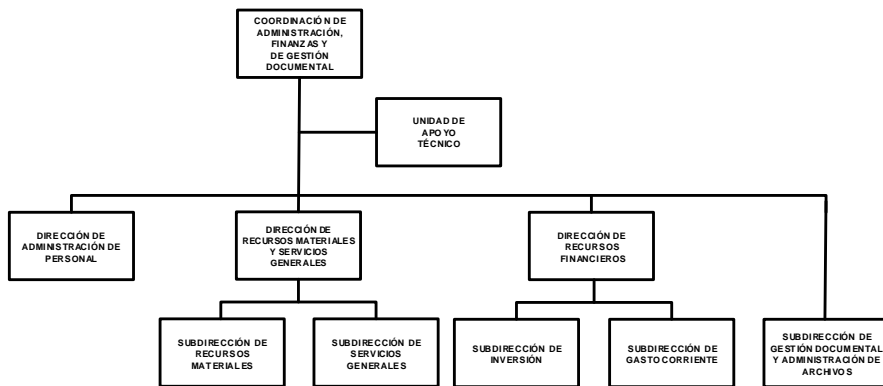 COORDINACIÓN DE
ADMINISTRACIÓN,
FINANZAS Y
DE GESTIÓN
DOCUMENTAL
UNIDAD DE
APOYO
TÉCNICO
DIRECCIÓN DE
ADMINISTRACIÓN DE
PERSONAL
DIRECCIÓN DE
RECURSOS MATERIALES
Y SERVICIOS
GENERALES
DIRECCIÓN DE
RECURSOS
FINANCIEROS
SUBDIRECCIÓN DE
RECURSOS
MATERIALES
SUBDIRECCIÓN DE
SERVICIOS
GENERALES
SUBDIRECCIÓN DE
INVERSIÓN
SUBDIRECCIÓN DE
GASTO CORRIENTE
SUBDIRECCIÓN DE
GESTIÓN DOCUMENTAL
Y ADMINISTRACIÓN DE
ARCHIVOS